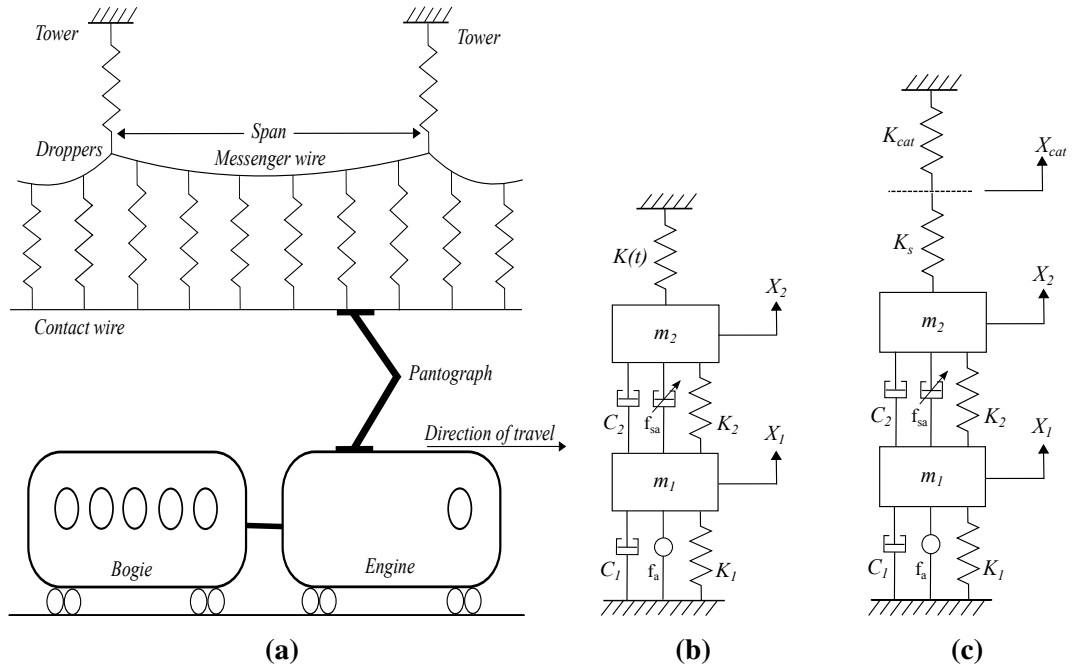 Tower
Tower
Span
Droppers
Messenger wire
Contact wire
Pantograph
Direction of travel
Bogie
Engine
(a)
K(t)
X2
m2
C2
fsa
K2
X1
m1
C1
fa
K1
(b)
Kcat
Xcat
Ks
X2
m2
C2
fsa
K2
X1
m1
C1
fa
K1
(c)